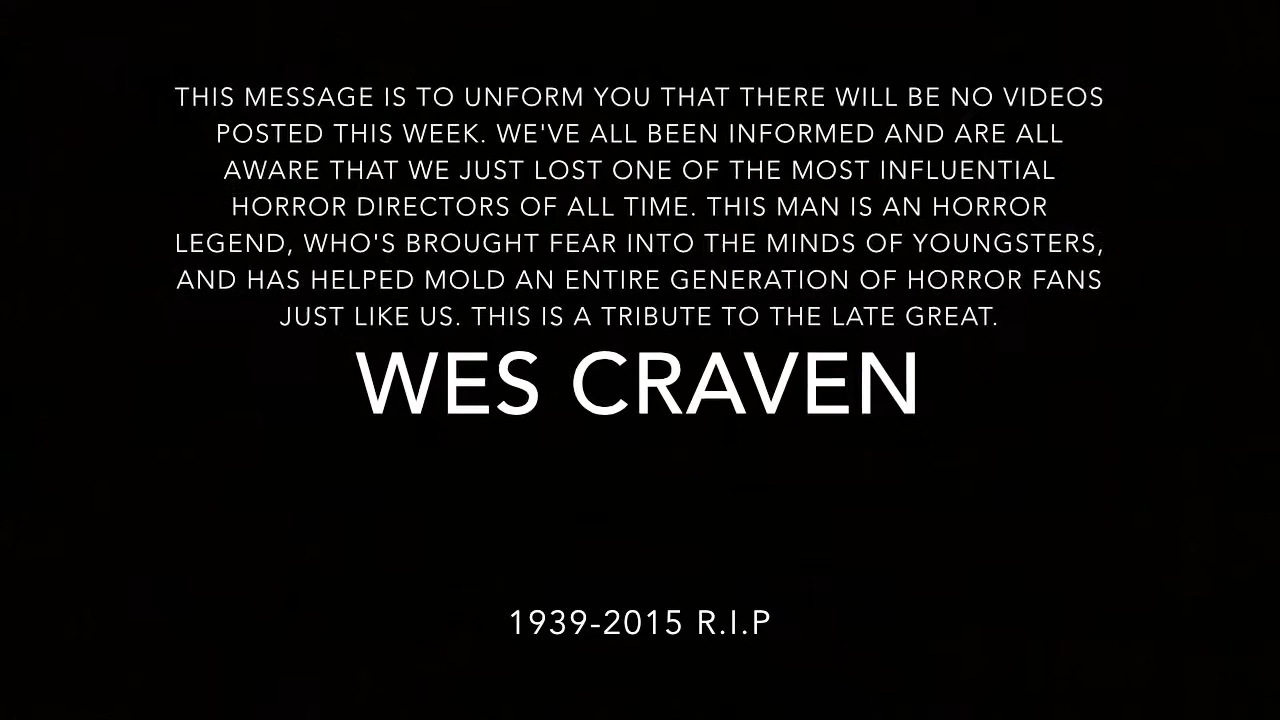 THIS MESSAGE IS TO UNFORM YOU THAT THERE WILL BE NO VIDEOS
POSTED THIS WEEK. WE'VE ALL BEEN INFORMED AND ARE ALL
AWARE THAT WE JUST LOST ONE OF THE MOST INFLUENTIAL
HORROR DIRECTORS OF ALL TIME. THIS MAN IS AN HORROR
LEGEND, WHO'S BROUGHT FEAR INTO THE MINDS OF YOUNGSTERS,
AND HAS HELPED MOLD AN ENTIRE GENERATION OF HORROR FANS
JUST LIKE US. THIS IS A TRIBUTE TO THE LATE GREAT.
WES CRAVEN
1939-2015 R.I.P